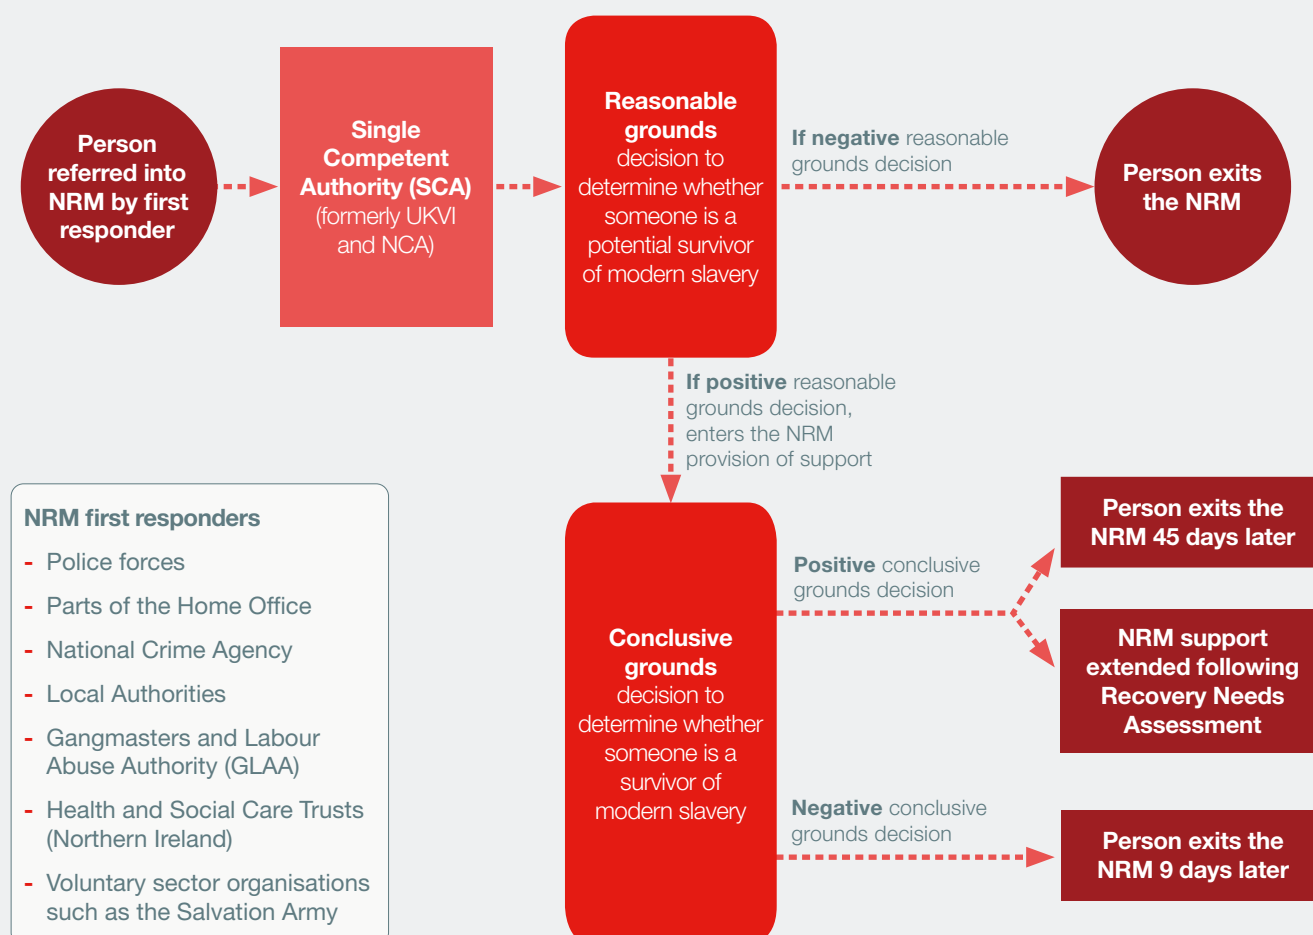 Person
referred into
NRM by first
responder
Single
Competent
Authority (SCA)
(formerly UKVI
and NCA)
Reasonable
grounds
decision to
determine whether
someone is a
potential survivor
of modern slavery
If negative reasonable
grounds decision
Person exits
the NRM
If positive reasonable
grounds decision,
enters the NRM
provision of support
NRM first responders
- Police forces
- Parts of the Home Office
- National Crime Agency
- Local Authorities
- Gangmasters and Labour
Abuse Authority (GLAA)
- Health and Social Care Trusts
(Northern Ireland)
- Voluntary sector organisations
such as the Salvation Army
Conclusive
grounds
decision to
determine whether
someone is a
survivor of
modern slavery
Positive conclusive
grounds decision
Person exits the
NRM 45 days later
NRM support
extended following
Recovery Needs
Assessment
Negative conclusive
grounds decision
Person exits the
NRM 9 days later